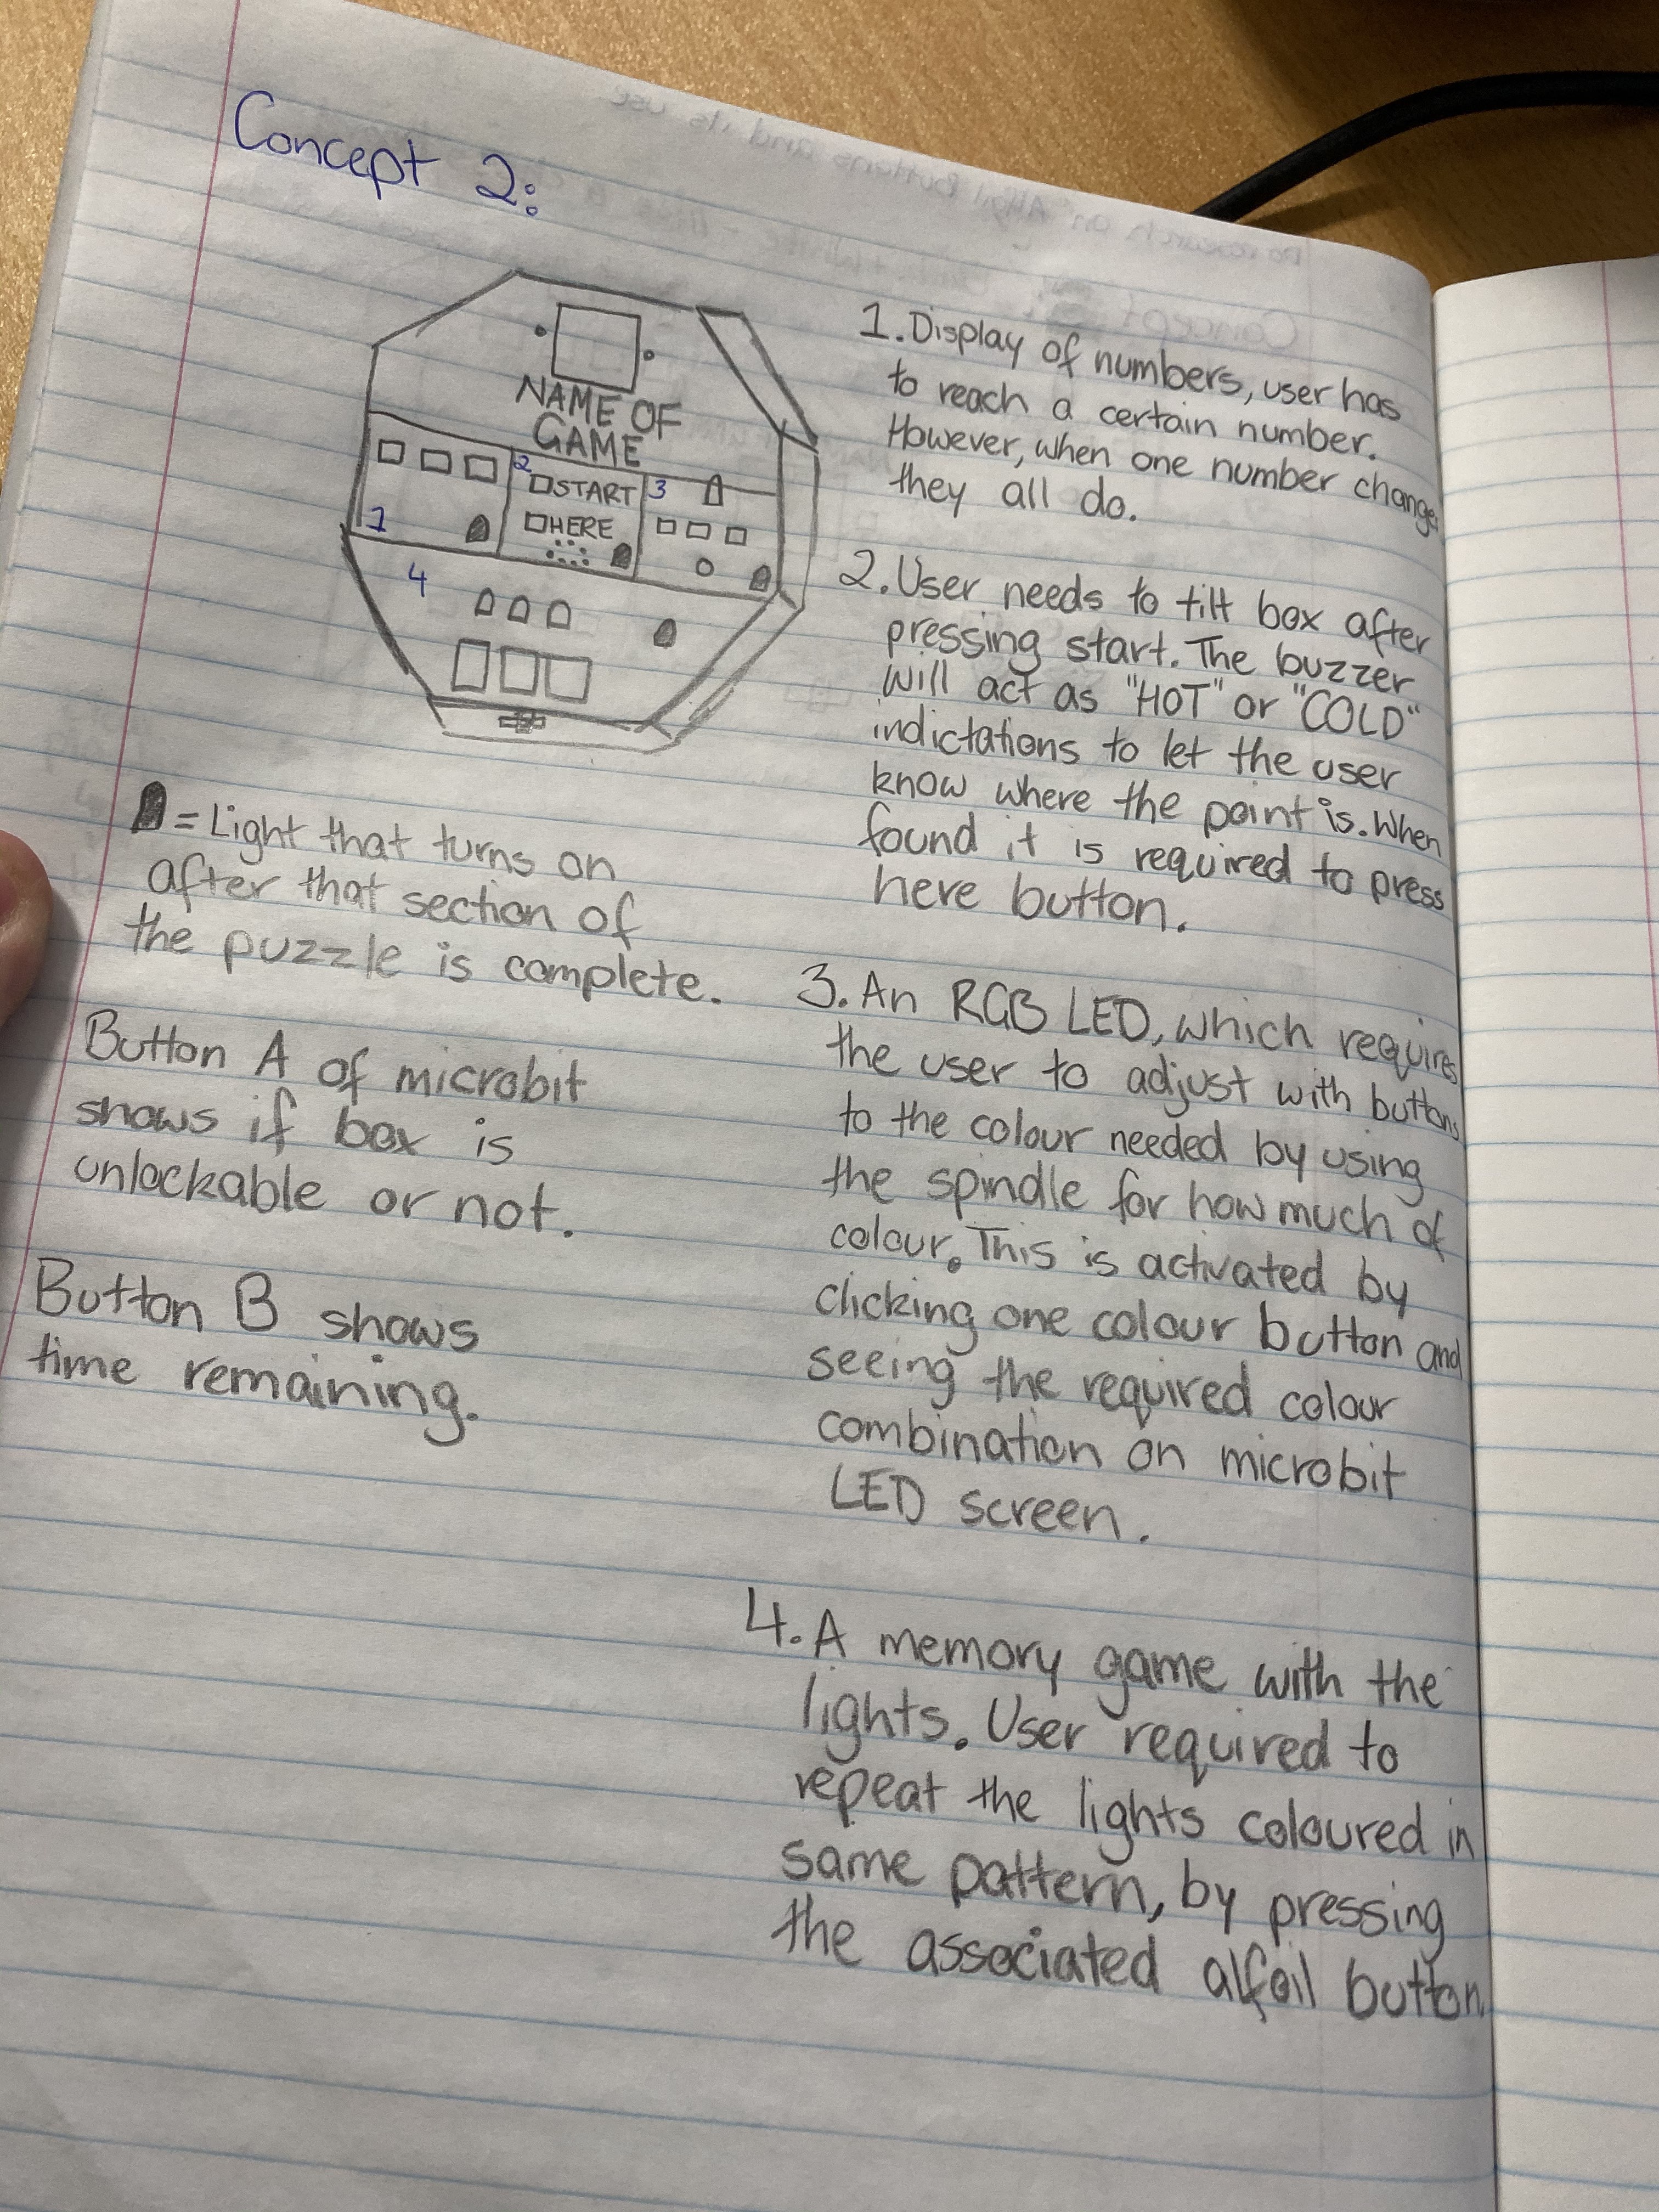 Concept 2:
NAME OF
GAME
1
2
START
HERE
3
4
= Light that turns on
after that section of
the puzzle is complete.
Button A of microbit
shows if box is
unlockable or not.
Button B shows
time remaining.
1. Display of numbers, user has
to reach a certain number.
However, when one number changes
they all do.
2. User needs to tilt box after
pressing start. The buzzer
will act as "HOT" or "COLD"
indictations to let the user
know where the point is. When
found it is required to press
here button.
3. An RGB LED, which requires
the user to adjust with buttons
to the colour needed by using
the spindle for how much of
colour. This is activated by
clicking one colour button and
seeing the required colour
combination on microbit
LED screen.
4. A memory game with the
lights. User required to
repeat the lights coloured in
same pattern, by pressing
the associated alfoil button.